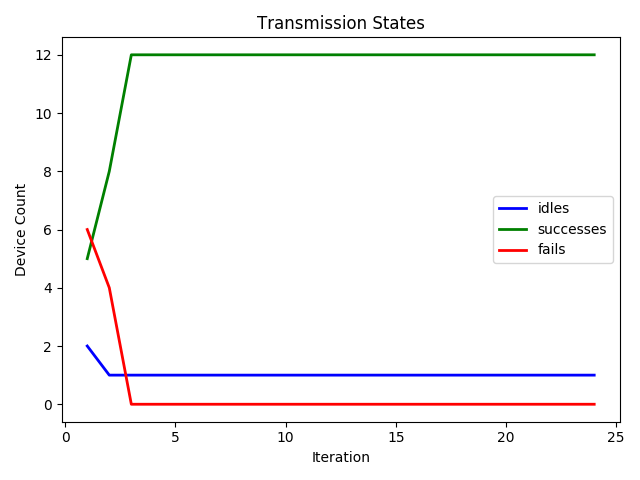 Transmission States
Device Count
12
10
8
6
4
2
0
idles
successes
fails
0
5
10
15
20
25
Iteration